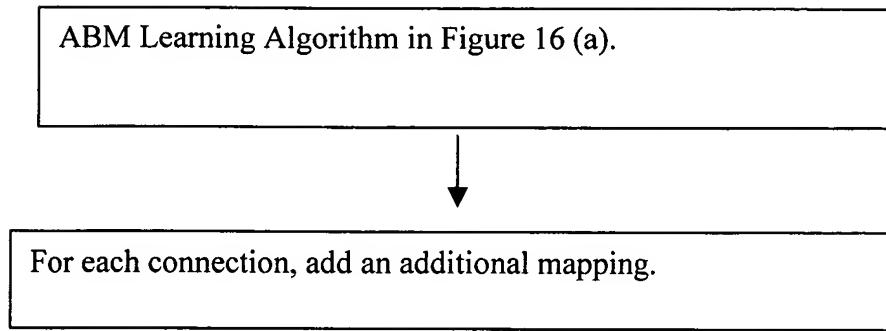 ABM Learning Algorithm in Figure 16 (a).
For each connection, add an additional mapping.